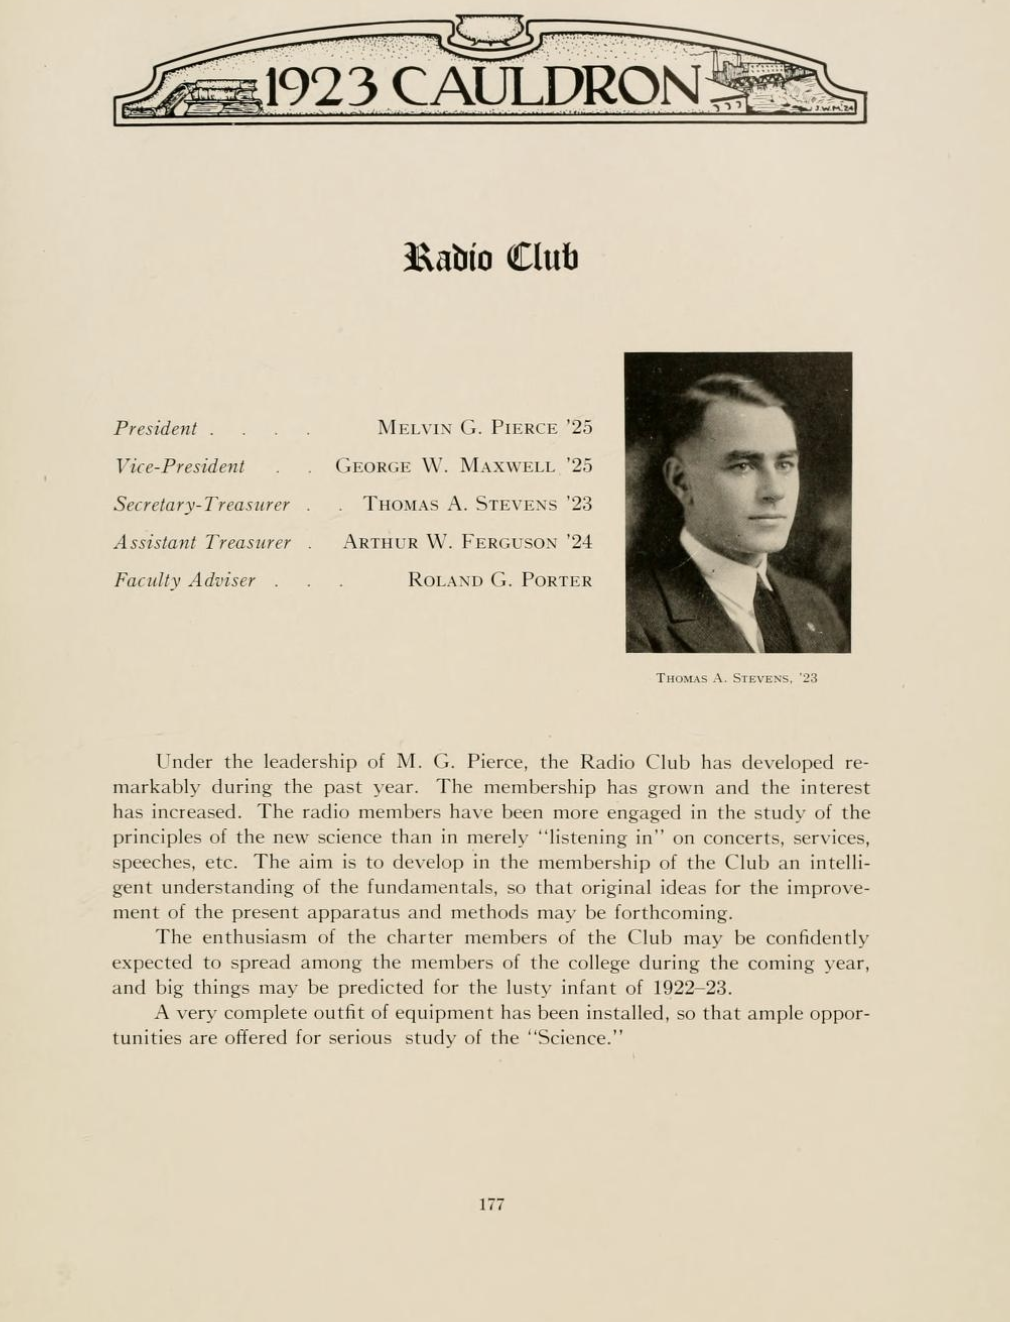 1923 CAULDRON
J.W.M. '24
Radio Club
President . . . . MELVIN G. PIERCE '25
Vice-President . . GEORGE W. MAXWELL '25
Secretary-Treasurer . . THOMAS A. STEVENS '23
Assistant Treasurer . ARTHUR W. FERGUSON '24
Faculty Adviser . . . ROLAND G. PORTER
THOMAS A. STEVENS, '23
Under the leadership of M. G. Pierce, the Radio Club has developed re-
markably during the past year. The membership has grown and the interest
has increased. The radio members have been more engaged in the study of the
principles of the new science than in merely "listening in" on concerts, services,
speeches, etc. The aim is to develop in the membership of the Club an intelli-
gent understanding of the fundamentals, so that original ideas for the improve-
ment of the present apparatus and methods may be forthcoming.
The enthusiasm of the charter members of the Club may be confidently
expected to spread among the members of the college during the coming year,
and big things may be predicted for the lusty infant of 1922–23.
A very complete outfit of equipment has been installed, so that ample oppor-
tunities are offered for serious study of the "Science."
177